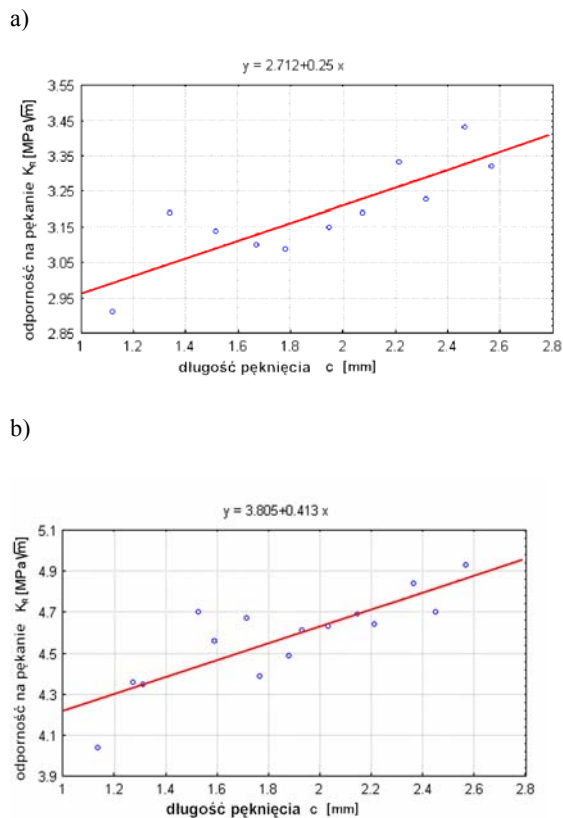 a)
y = 2.712+0.25 x
odporność na pękanie K_R [MPa√m]
3.55
3.45
3.35
3.25
3.15
3.05
2.95
2.85
1 1.2 1.4 1.6 1.8 2 2.2 2.4 2.6 2.8
długość pęknięcia c [mm]
b)
y = 3.805+0.413 x
odporność na pękanie K_R [MPa√m]
5.1
4.9
4.7
4.5
4.3
4.1
3.9
1 1.2 1.4 1.6 1.8 2 2.2 2.4 2.6 2.8
długość pęknięcia c [mm]